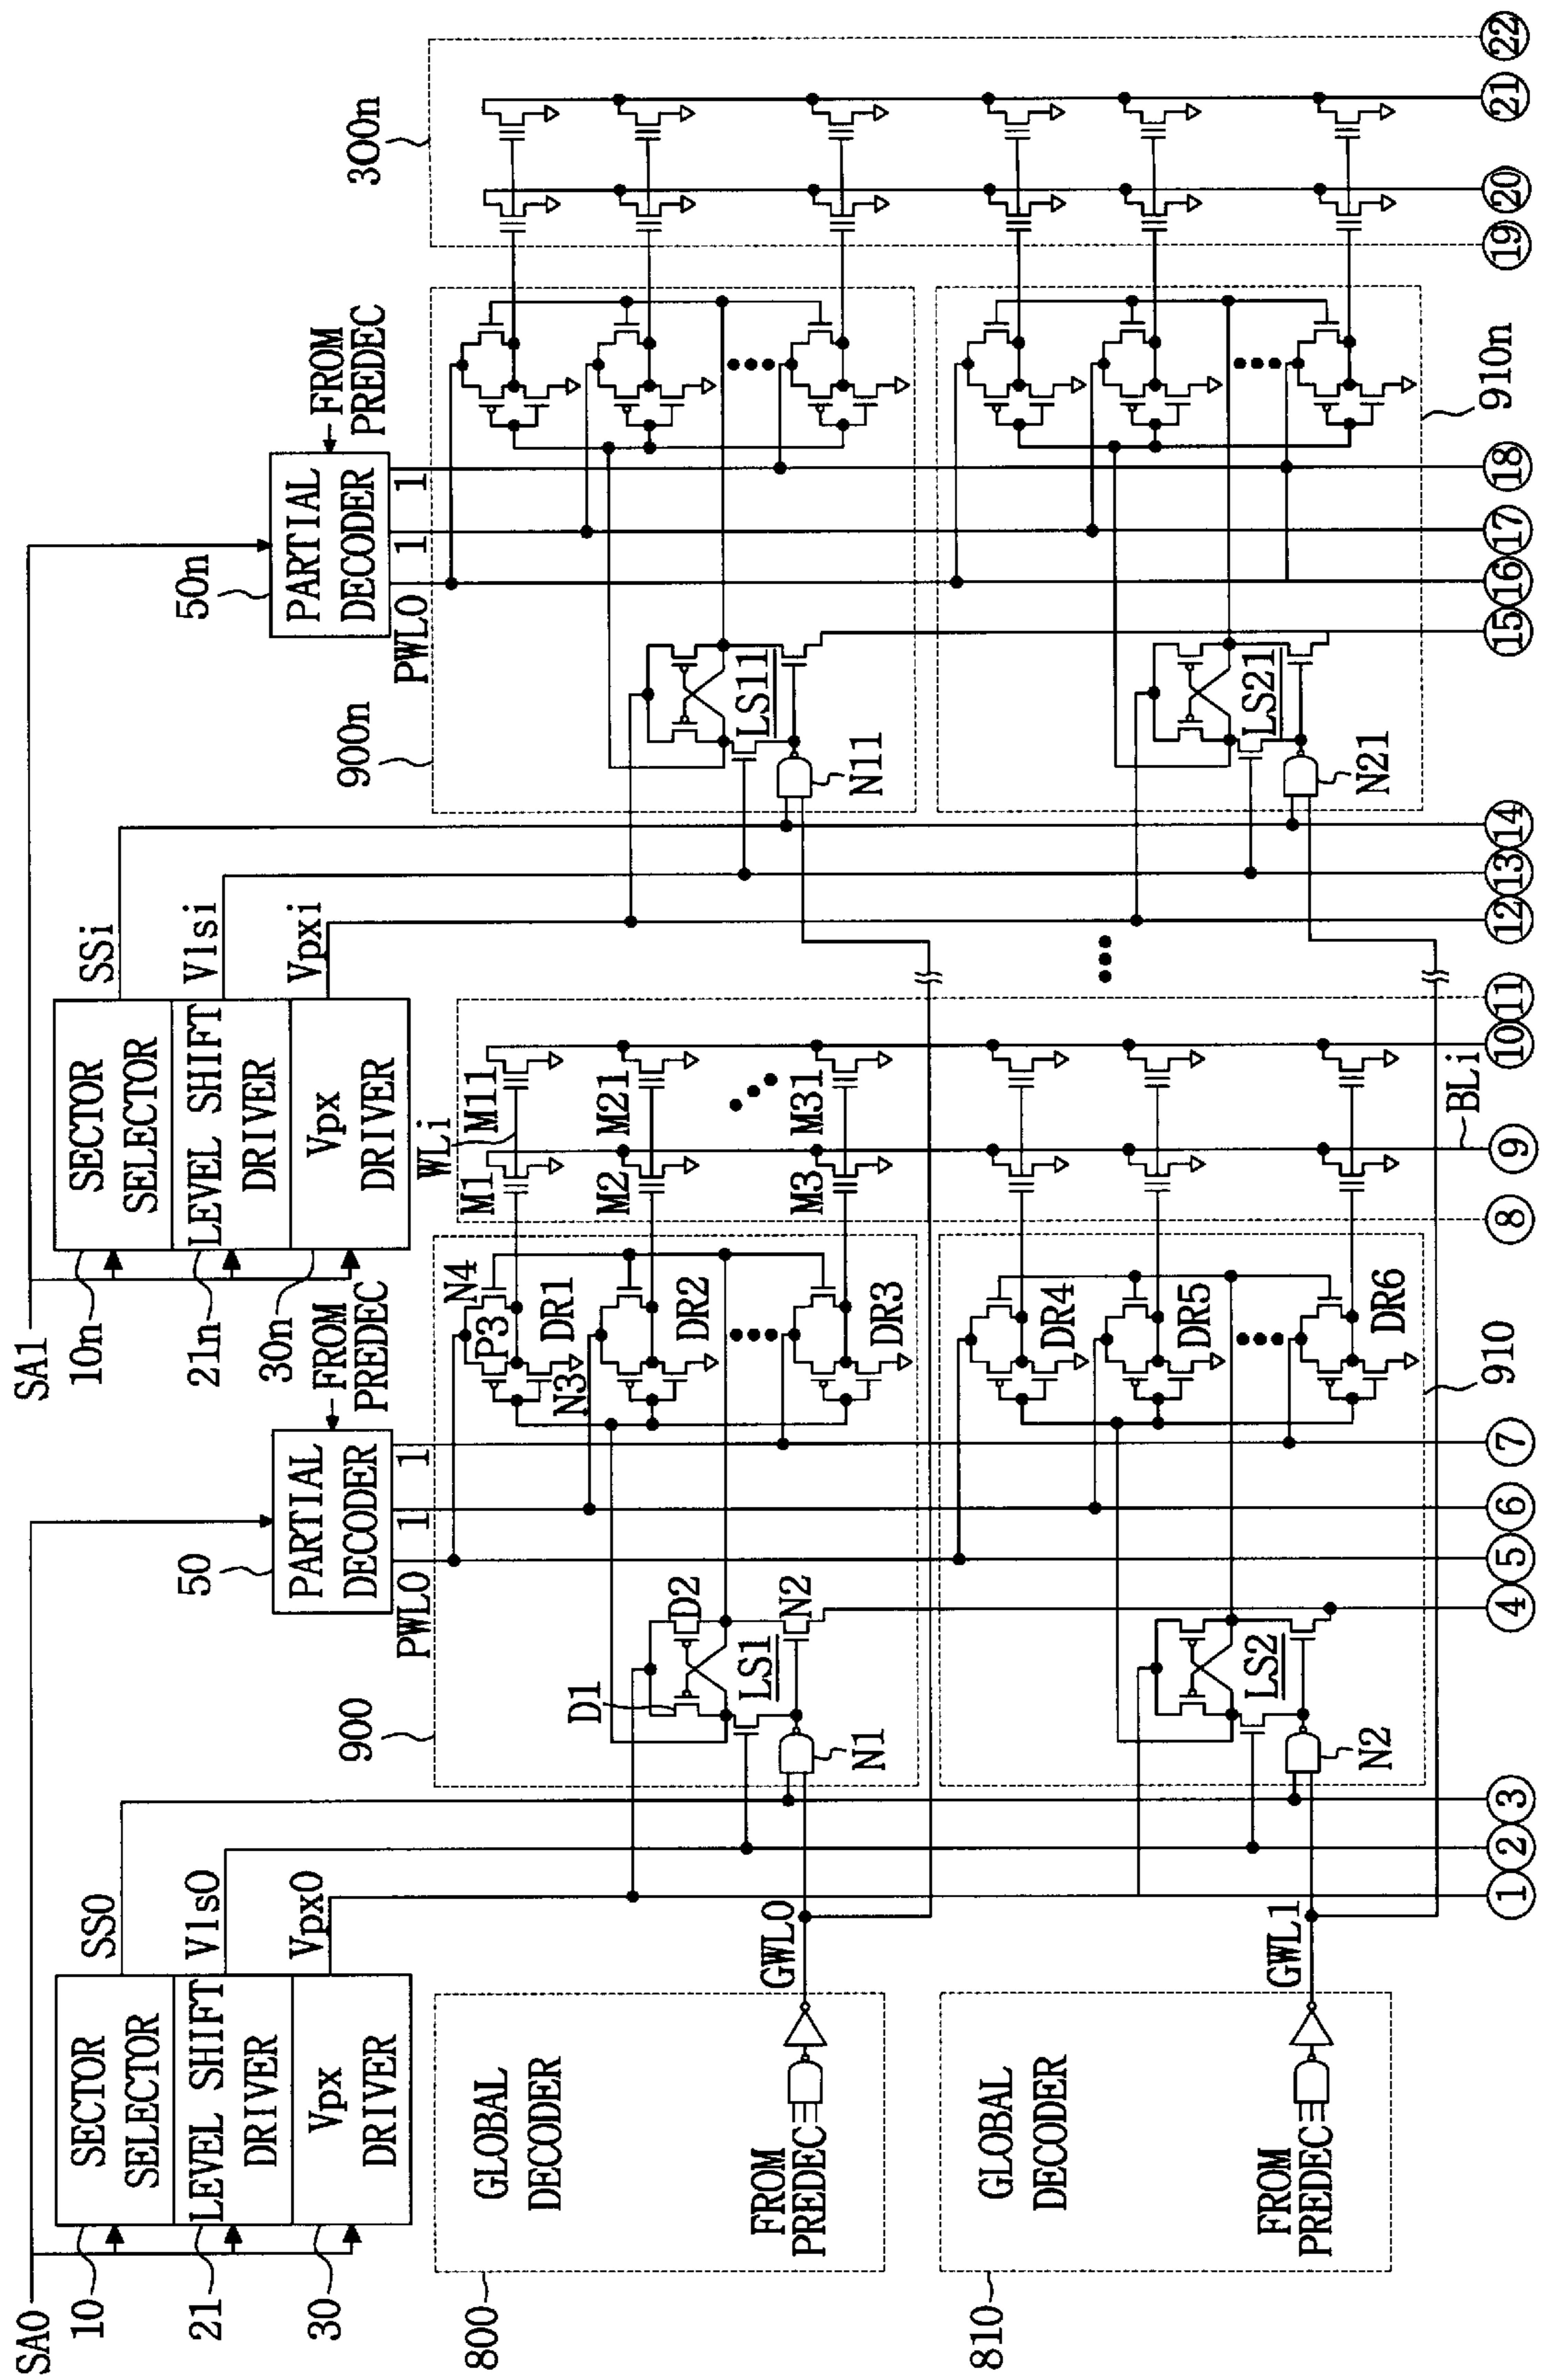 SA0
10
21
30
SECTOR
SELECTOR
LEVEL SHIFT
DRIVER
Vpx
DRIVER
SS0
Vls0
Vpx0
SA1
10n
21n
30n
SECTOR
SELECTOR
LEVEL SHIFT
DRIVER
Vpx
DRIVER
SSi
Vlsi
Vpxi
50
PARTIAL
DECODER
FROM
PREDEC
PWL0
1
1
50n
PARTIAL
DECODER
FROM
PREDEC
PWL0
1
1
800
GLOBAL
DECODER
FROM
PREDEC
GWL0
900
D1
D2
LS1
N1
N2
N4
P3
N3
DR1
DR2
DR3
WLi
M1
M11
M2
M21
M3
M31
900n
LS11
N11
300n
810
GLOBAL
DECODER
FROM
PREDEC
GWL1
LS2
N2
DR4
DR5
DR6
910
BLi
LS21
N21
910n
1
2
3
4
5
6
7
8
9
10
11
12
13
14
15
16
17
18
19
20
21
22